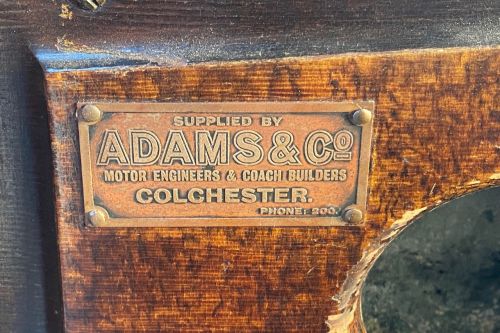 SUPPLIED BY
ADAMS & Co
MOTOR ENGINEERS & COACH BUILDERS
COLCHESTER.
PHONE: 200.